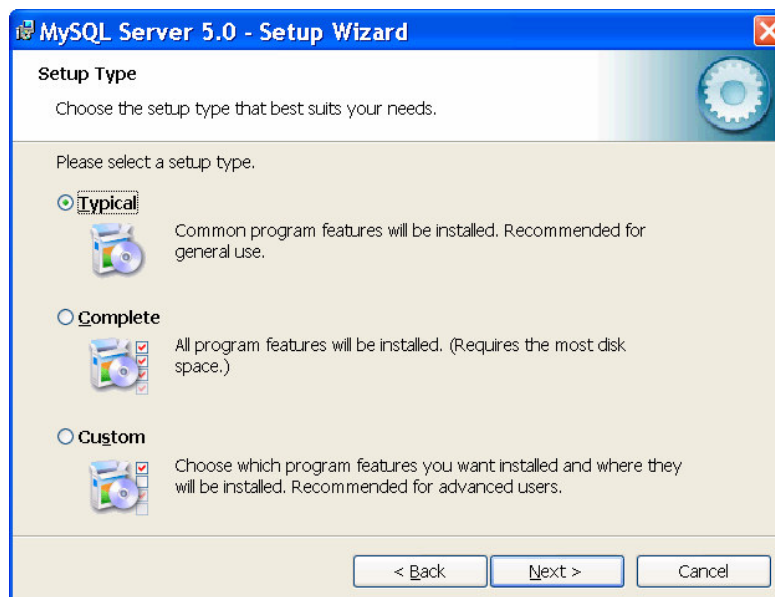 MySQL Server 5.0 - Setup Wizard
Setup Type
Choose the setup type that best suits your needs.
Please select a setup type.
Typical
Common program features will be installed. Recommended for
general use.
Complete
All program features will be installed. (Requires the most disk
space.)
Custom
Choose which program features you want installed and where they
will be installed. Recommended for advanced users.
< Back
Next >
Cancel